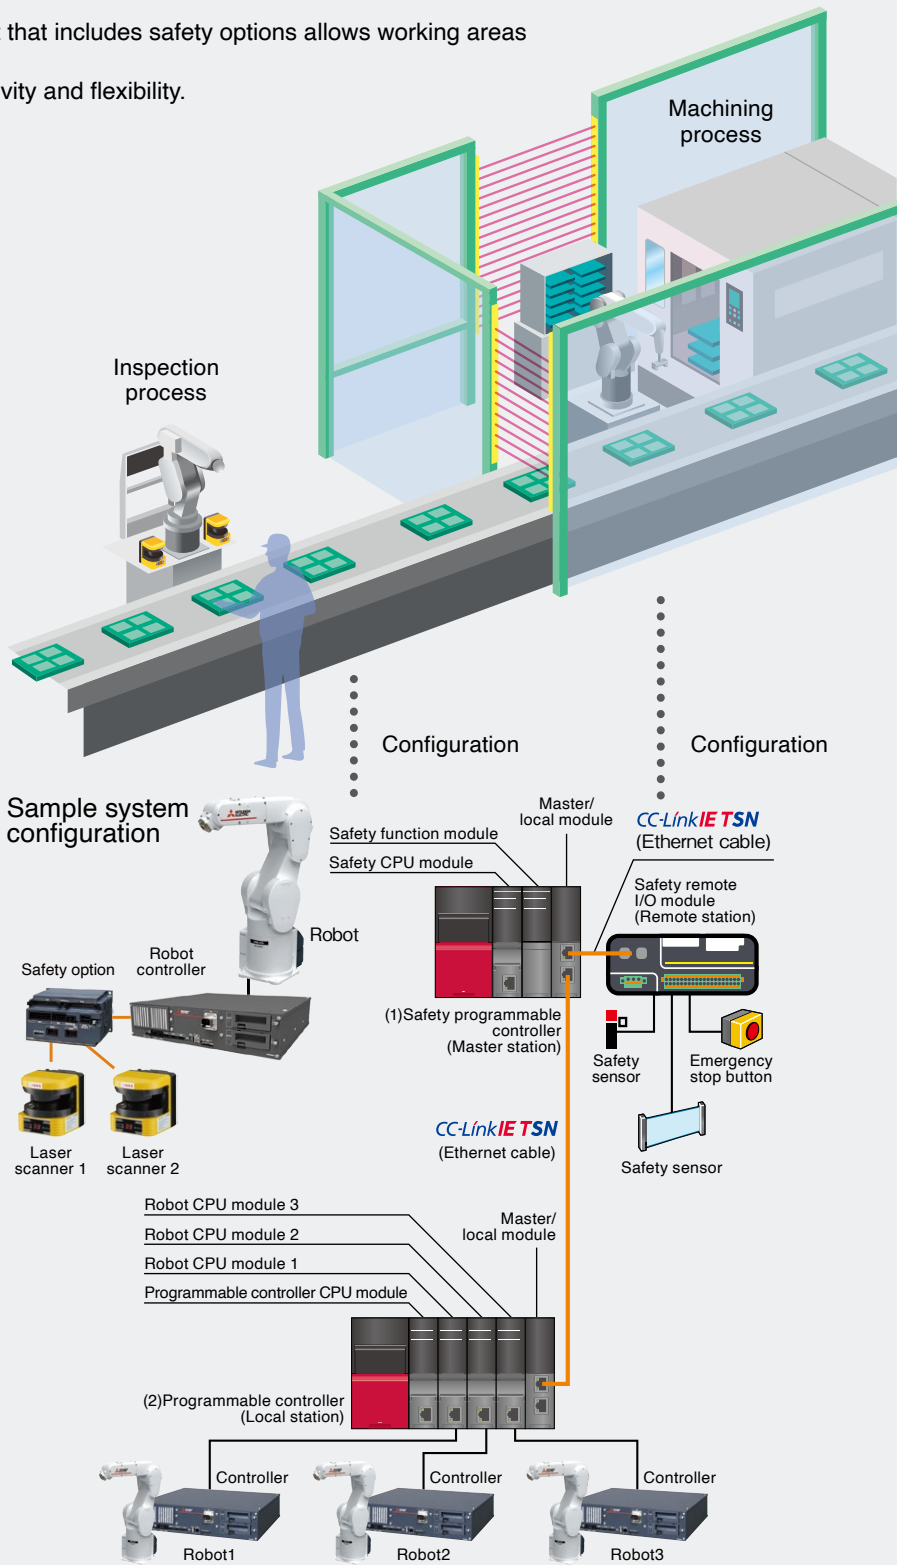 that includes safety options allows working areas
vity and flexibility.
Machining
process
Inspection
process
Configuration
Configuration
Sample system
configuration
MITSUBISHI
ELECTRIC
Robot
Safety option
Robot
controller
Laser
scanner 1
Laser
scanner 2
Safety function module
Safety CPU module
Master/
local module
CC-Link IE TSN
(Ethernet cable)
Safety remote
I/O module
(Remote station)
(1)Safety programmable
controller
(Master station)
Safety
sensor
Emergency
stop button
Safety sensor
CC-Link IE TSN
(Ethernet cable)
Robot CPU module 3
Robot CPU module 2
Robot CPU module 1
Programmable controller CPU module
Master/
local module
(2)Programmable controller
(Local station)
Controller
Robot1
Controller
Robot2
Controller
Robot3